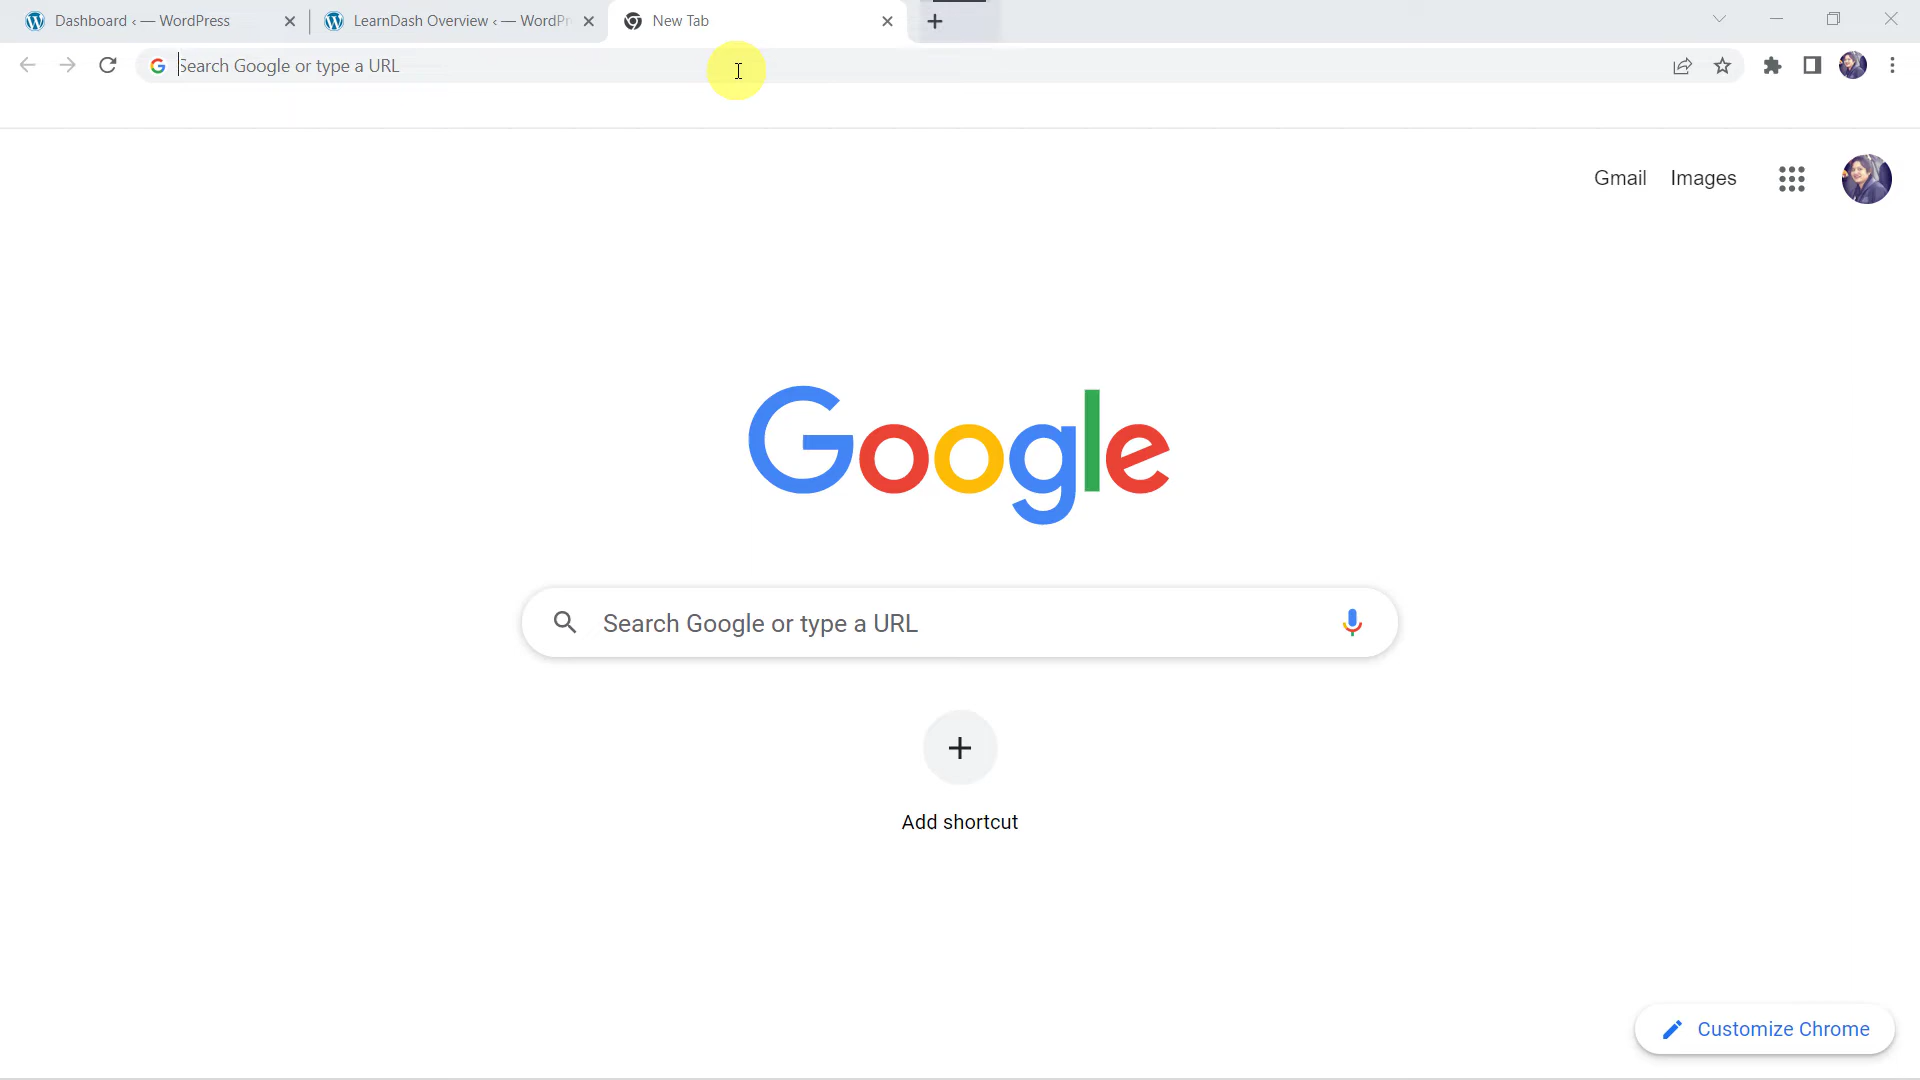 Dashboard ‹ — WordPress
LearnDash Overview ‹ — WordPr
New Tab
Search Google or type a URL
Gmail Images
Google
Search Google or type a URL
Add shortcut
Customize Chrome